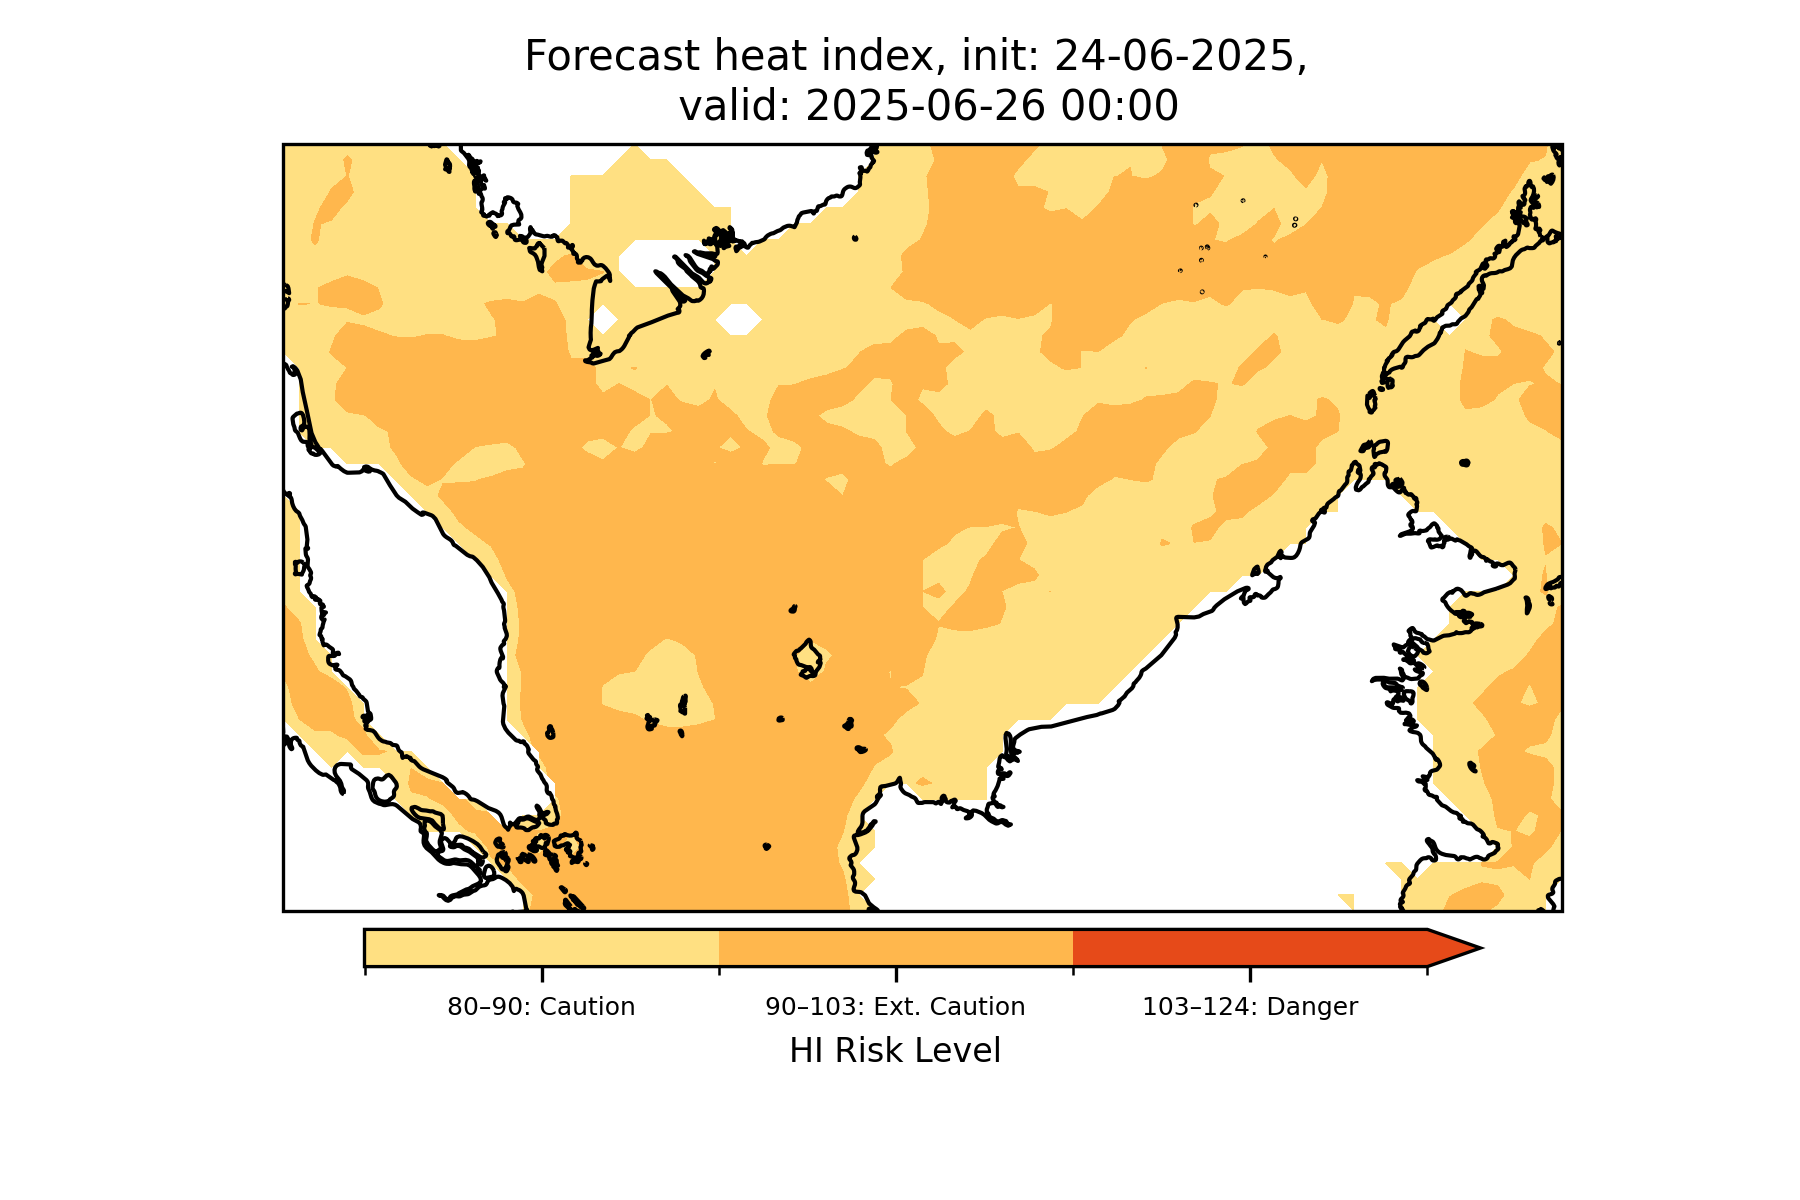 Forecast heat index, init: 24-06-2025,
valid: 2025-06-26 00:00
80–90: Caution
90–103: Ext. Caution
103–124: Danger
HI Risk Level